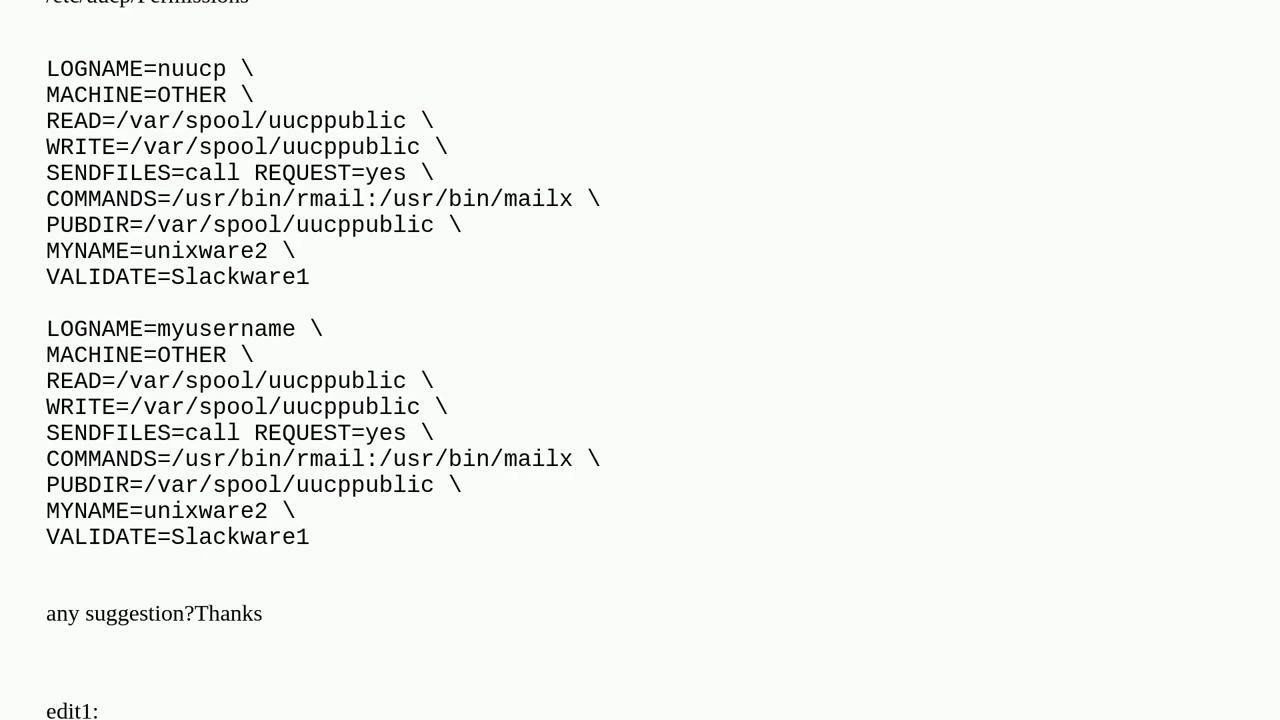 /etc/uucp/Permissions
LOGNAME=nuucp \
MACHINE=OTHER \
READ=/var/spool/uucppublic \
WRITE=/var/spool/uucppublic \
SENDFILES=call REQUEST=yes \
COMMANDS=/usr/bin/rmail:/usr/bin/mailx \
PUBDIR=/var/spool/uucppublic \
MYNAME=unixware2 \
VALIDATE=Slackware1
LOGNAME=myusername \
MACHINE=OTHER \
READ=/var/spool/uucppublic \
WRITE=/var/spool/uucppublic \
SENDFILES=call REQUEST=yes \
COMMANDS=/usr/bin/rmail:/usr/bin/mailx \
PUBDIR=/var/spool/uucppublic \
MYNAME=unixware2 \
VALIDATE=Slackware1
any suggestion?Thanks
edit1: